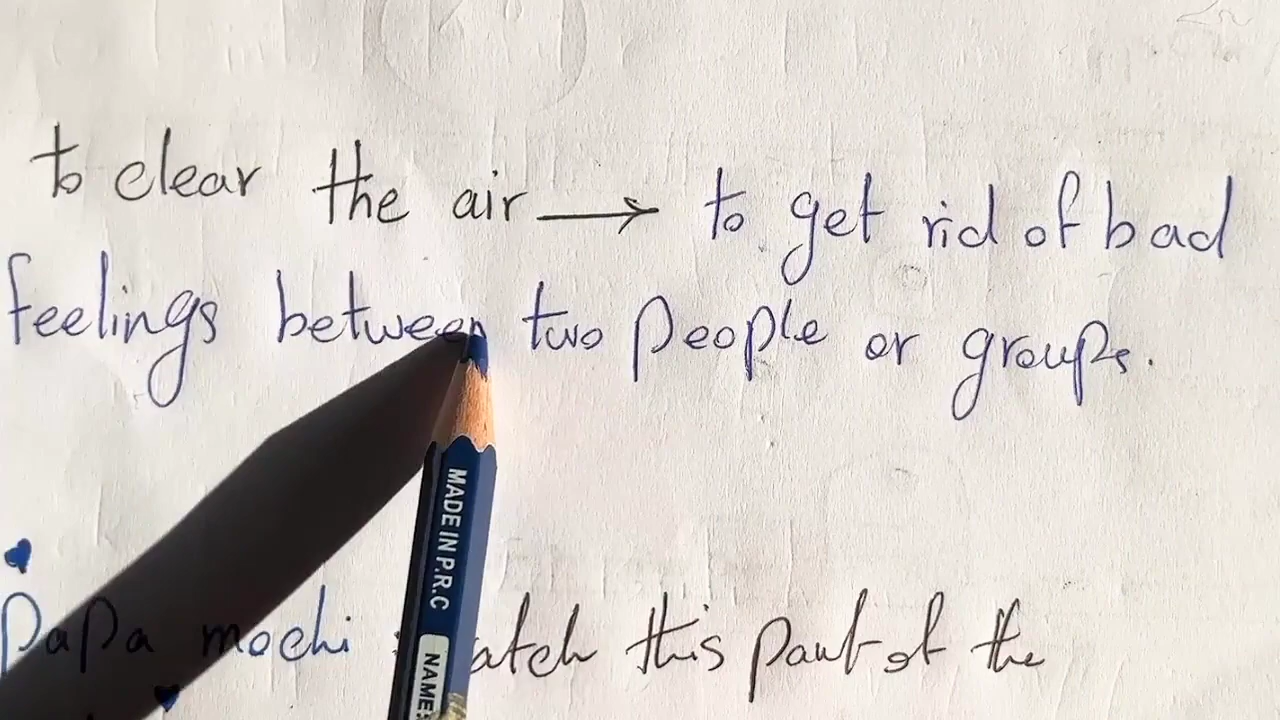 to clear the air → to get rid of bad
feelings between two people or groups.
papa mochi : atch this part of the
MADE IN P.R.C
NAME: